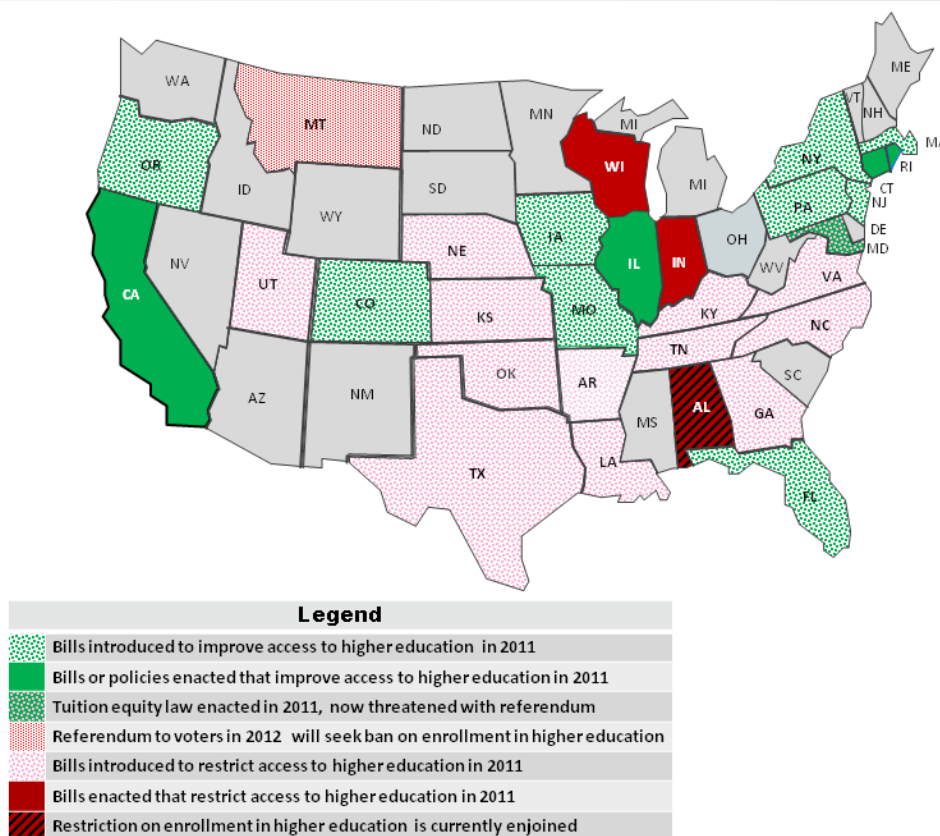 ME
WA
VT
NH
MN
MI
MT
ND
MA
NY
OR
WI
RI
MI
ID
SD
CT
PA
NJ
WY
DE
IA
OH
MD
NE
IL
IN
NV
WV
VA
UT
CA
CO
MO
KY
KS
NC
TN
OK
SC
AR
AZ
NM
AL
GA
MS
LA
TX
FL
Legend
Bills introduced to improve access to higher education in 2011
Bills or policies enacted that improve access to higher education in 2011
Tuition equity law enacted in 2011, now threatened with referendum
Referendum to voters in 2012 will seek ban on enrollment in higher education
Bills introduced to restrict access to higher education in 2011
Bills enacted that restrict access to higher education in 2011
Restriction on enrollment in higher education is currently enjoined